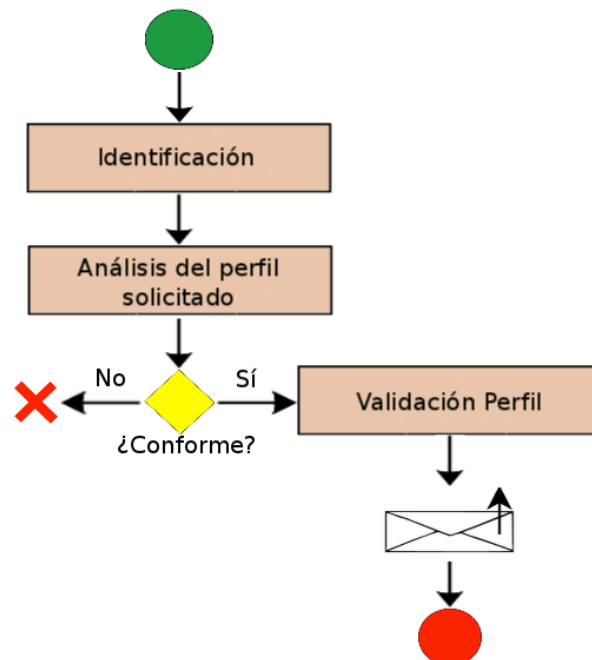 Identificación
Análisis del perfil
solicitado
No
Sí
¿Conforme?
Validación Perfil